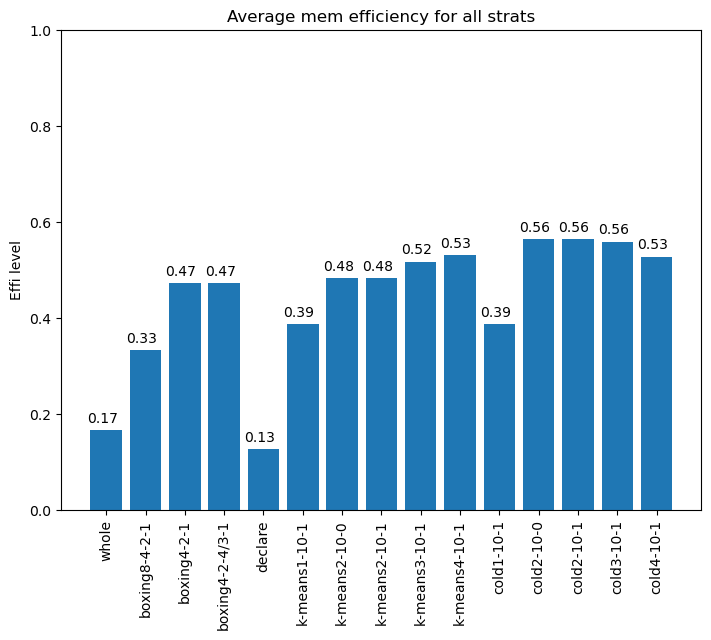 Average mem efficiency for all strats
Effi level
1.0
0.8
0.6
0.4
0.2
0.0
0.17
0.33
0.47
0.47
0.13
0.39
0.48
0.48
0.52
0.53
0.39
0.56
0.56
0.56
0.53
whole
boxing8-4-2-1
boxing4-2-1
boxing4-2-4/3-1
declare
k-means1-10-1
k-means2-10-0
k-means2-10-1
k-means3-10-1
k-means4-10-1
cold1-10-1
cold2-10-0
cold2-10-1
cold3-10-1
cold4-10-1